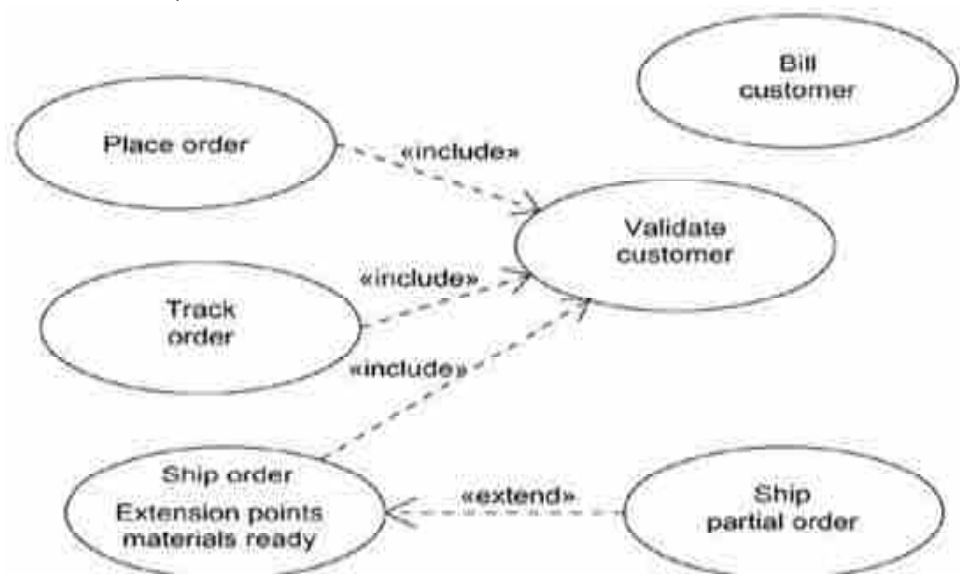 Bill
customer
Place order
«include»
Validate
customer
«include»
Track
order
«include»
Ship order
Extension points
materials ready
«extend»
Ship
partial order